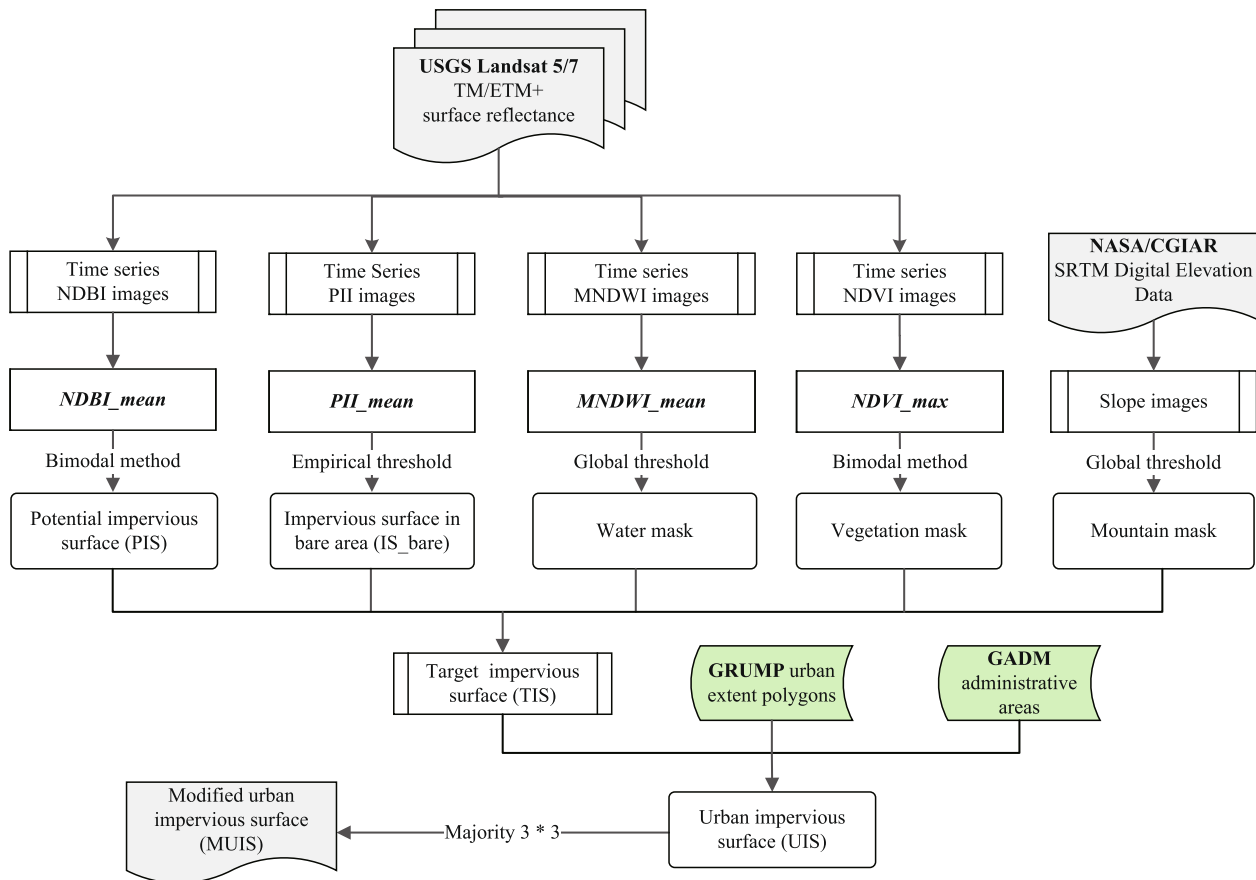 USGS Landsat 5/7
TM/ETM+
surface reflectance
Time series
NDBI images
Time Series
PII images
Time series
MNDWI images
Time series
NDVI images
NASA/CGIAR
SRTM Digital Elevation
Data
NDBI_mean
PII_mean
MNDWI_mean
NDVI_max
Slope images
Bimodal method
Empirical threshold
Global threshold
Bimodal method
Global threshold
Potential impervious
surface (PIS)
Impervious surface in
bare area (IS_bare)
Water mask
Vegetation mask
Mountain mask
Target impervious
surface (TIS)
GRUMP urban
extent polygons
GADM
administrative
areas
Modified urban
impervious surface
(MUIS)
Majority 3 * 3
Urban impervious
surface (UIS)